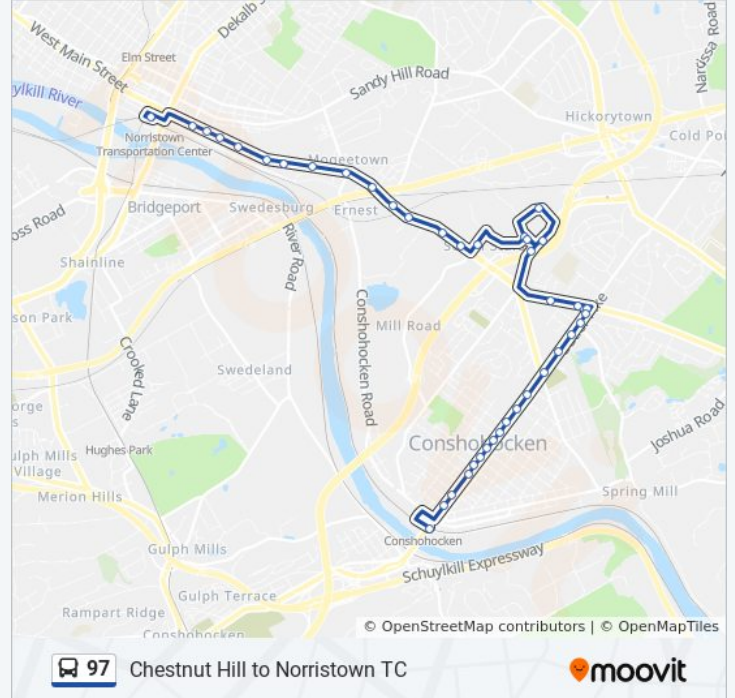 West Main Street
Dekalb S
Narcissa Road
Elm Street
Sandy Hill Road
ylkill River
Hickorytown
Norristown
Transportation Center
Cold Poi
Mogeetown
Bridgeport
Swedesburg
Ernest
oss Road
River Road
Shainline
son Park
Conshohocken Road
Mill Road
Crooked Lane
Swedeland
orge
s
Joshua Road
Conshohocken
Hughes Park
ulph Mills
Village
Merion Hills
Spring Mill
Conshohocken
Gulph Mills
Schuylkill Expressway
Gulph Terrace
Rampart Ridge
Conshohocken
© OpenStreetMap contributors | © OpenMapTiles
97 Chestnut Hill to Norristown TC
moovit